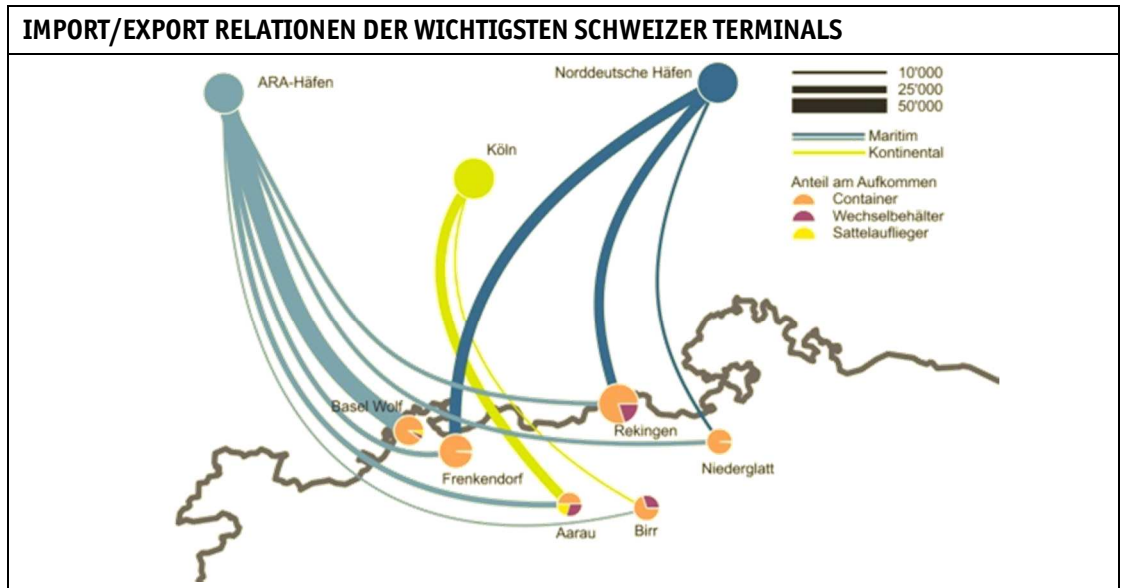 IMPORT/EXPORT RELATIONEN DER WICHTIGSTEN SCHWEIZER TERMINALS
ARA-Häfen
Norddeutsche Häfen
10'000
25'000
50'000
Köln
Maritim
Kontinental
Anteil am Aufkommen
Container
Wechselbehälter
Sattelauflieger
Basel Wolf
Rekingen
Frenkendorf
Niederglatt
Aarau
Birr